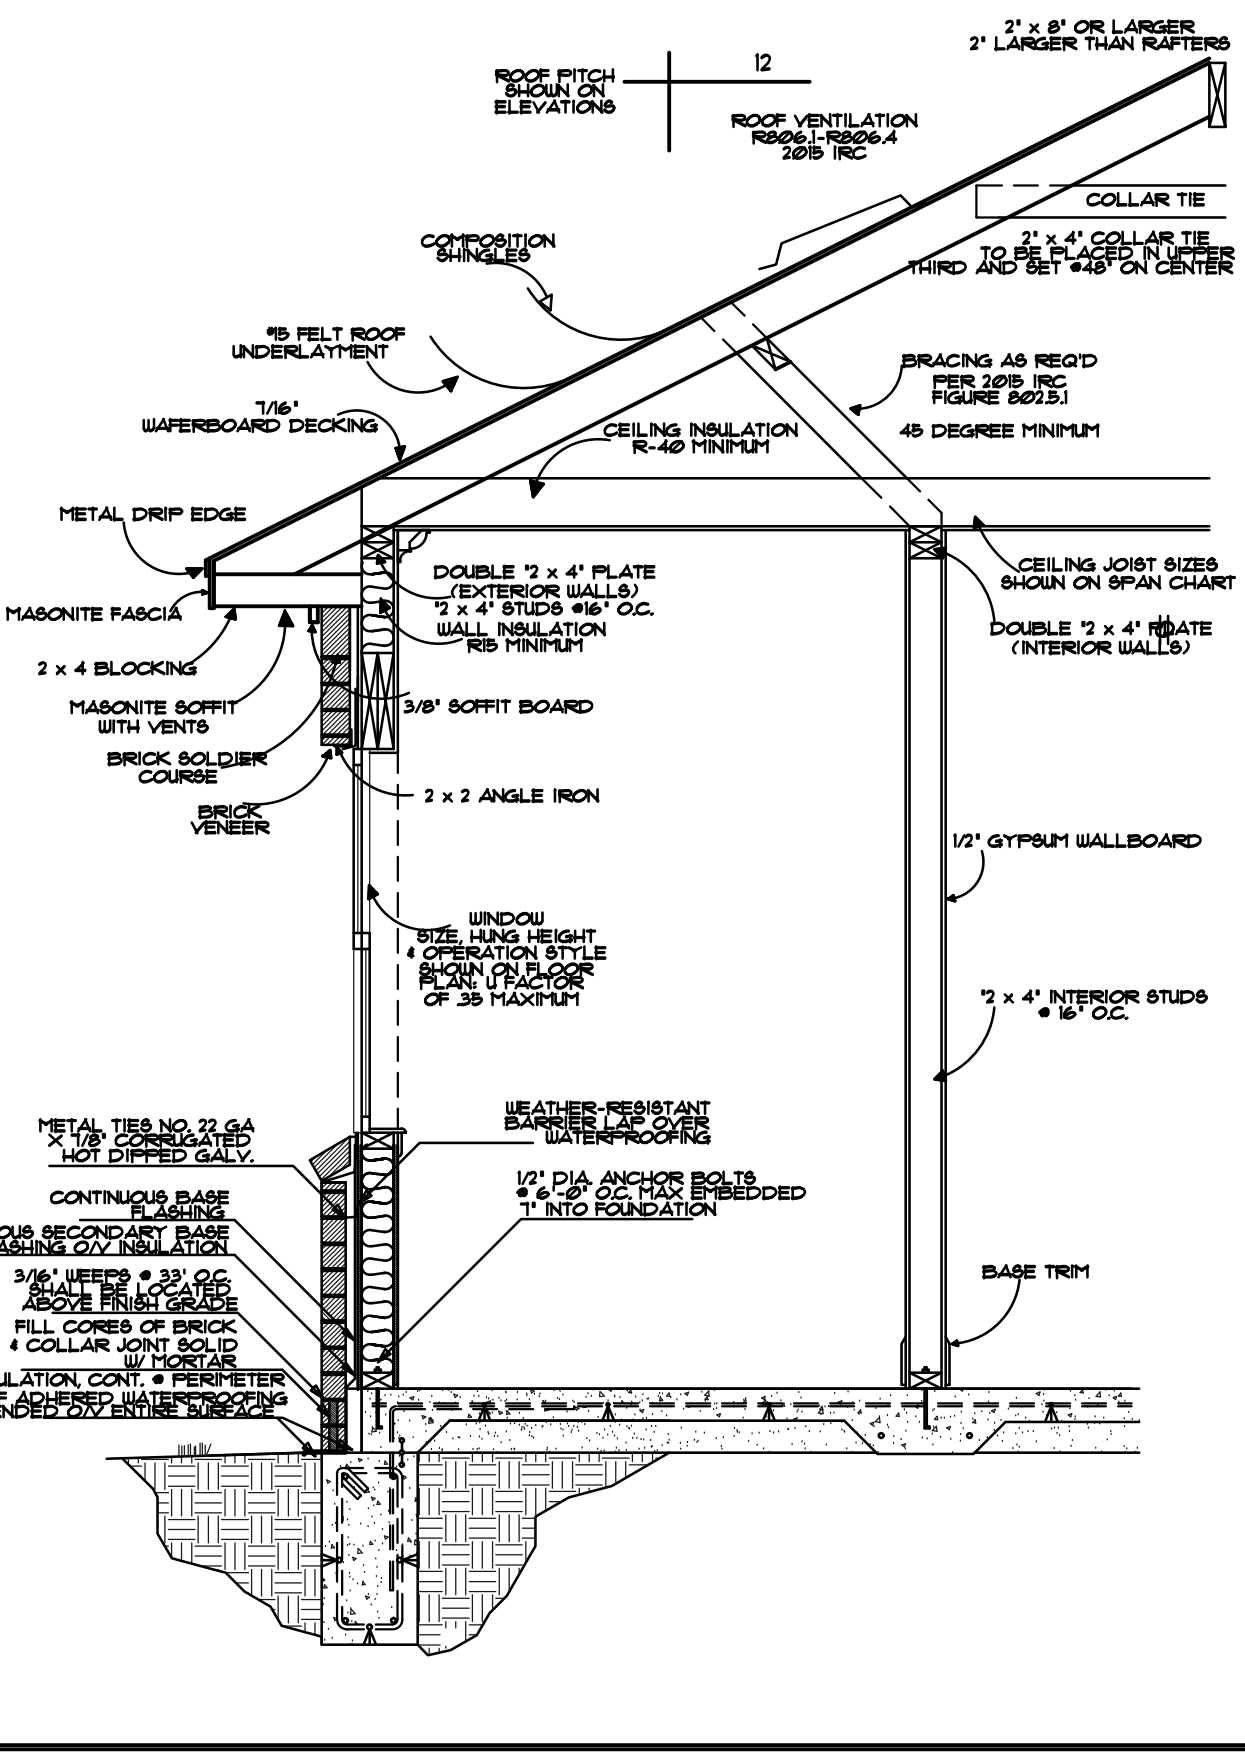 2" x 8" OR LARGER
2" LARGER THAN RAFTERS
12
ROOF PITCH
SHOWN ON
ELEVATIONS
ROOF VENTILATION
R806.1-R806.4
2015 IRC
COLLAR TIE
2" x 4" COLLAR TIE
TO BE PLACED IN UPPER
THIRD AND SET @48" ON CENTER
COMPOSITION
SHINGLES
#15 FELT ROOF
UNDERLAYMENT
BRACING AS REQ'D
PER 2015 IRC
FIGURE 802.5.1
45 DEGREE MINIMUM
7/16"
WAFERBOARD DECKING
CEILING INSULATION
R-40 MINIMUM
METAL DRIP EDGE
MASONITE FASCIA
2 x 4 BLOCKING
MASONITE SOFFIT
WITH VENTS
BRICK SOLDIER
COURSE
BRICK
VENEER
DOUBLE "2 x 4" PLATE
(EXTERIOR WALLS)
"2 x 4" STUDS @16" O.C.
WALL INSULATION
R15 MINIMUM
3/8" SOFFIT BOARD
2 x 2 ANGLE IRON
CEILING JOIST SIZES
SHOWN ON SPAN CHART
DOUBLE "2 x 4" PLATE
(INTERIOR WALLS)
1/2" GYPSUM WALLBOARD
WINDOW
SIZE, HUNG HEIGHT
& OPERATION STYLE
SHOWN ON FLOOR
PLAN: U FACTOR
OF .35 MAXIMUM
"2 x 4" INTERIOR STUDS
@ 16" O.C.
METAL TIES NO. 22 GA
X 7/8" CORRUGATED
HOT DIPPED GALV.
WEATHER-RESISTANT
BARRIER LAP OVER
WATERPROOFING
1/2" DIA. ANCHOR BOLTS
@ 6'-0" O.C. MAX EMBEDDED
7" INTO FOUNDATION
CONTINUOUS BASE
FLASHING
OUS SECONDARY BASE
ASHING O/V INSULATION
3/16" WEEPS @ 33' O.C.
SHALL BE LOCATED
ABOVE FINISH GRADE
FILL CORES OF BRICK
& COLLAR JOINT SOLID
W/ MORTAR
ULATION, CONT. @ PERIMETER
F ADHERED WATERPROOFING
ENDED O/V ENTIRE SURFACE
BASE TRIM